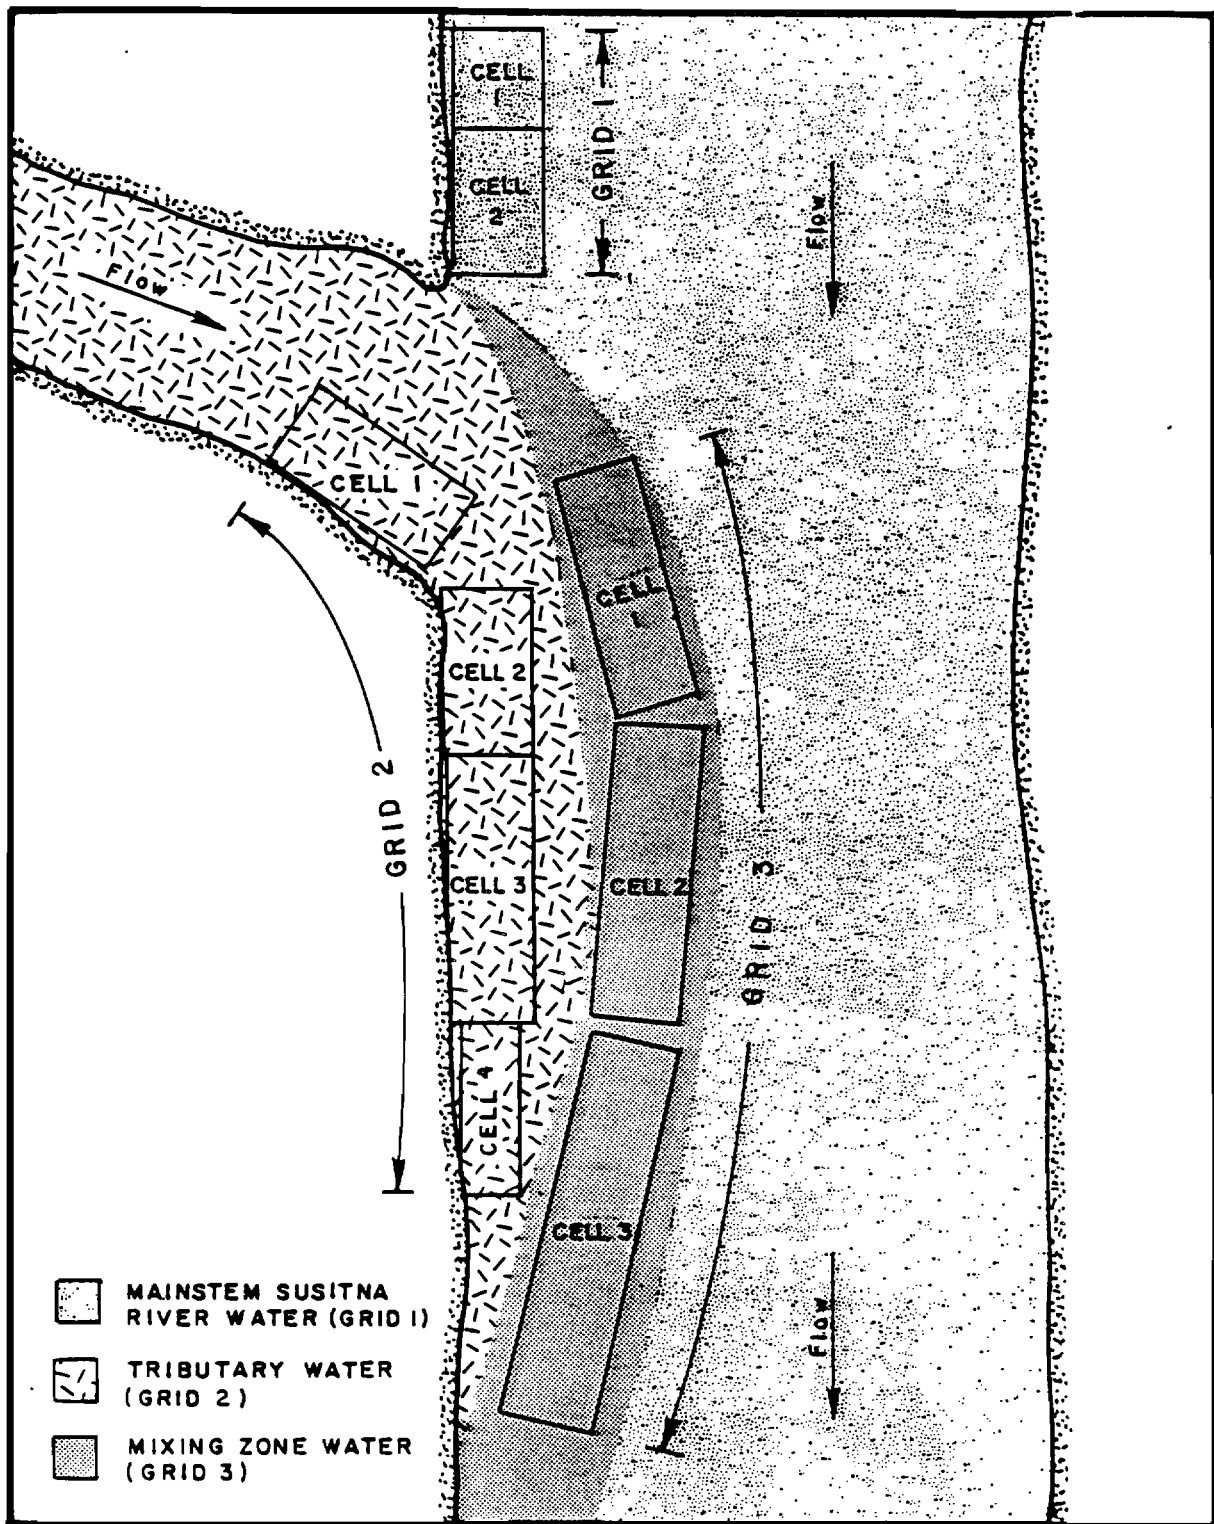 CELL
1
CELL
2
GRID 1
Flow
Flow
CELL 1
CELL
1
CELL 2
GRID 2
CELL 3
CELL 2
GRID 3
CELL 4
CELL 3
Flow
MAINSTEM SUSITNA
RIVER WATER (GRID 1)
TRIBUTARY WATER
(GRID 2)
MIXING ZONE WATER
(GRID 3)